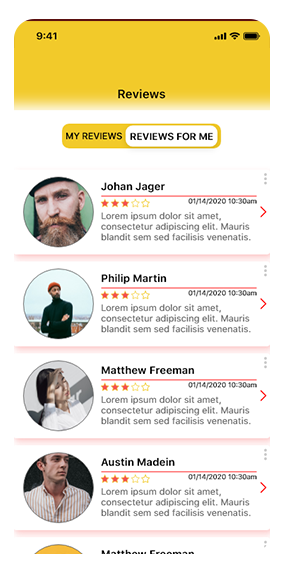 9:41
Reviews
MY REVIEWS REVIEWS FOR ME
Johan Jager
01/14/2020 10:30am
Lorem ipsum dolor sit amet,
consectetur adipiscing elit. Mauris
blandit sem sed facilisis venenatis.
Philip Martin
01/14/2020 10:30am
Lorem ipsum dolor sit amet,
consectetur adipiscing elit. Mauris
blandit sem sed facilisis venenatis.
Matthew Freeman
01/14/2020 10:30am
Lorem ipsum dolor sit amet,
consectetur adipiscing elit. Mauris
blandit sem sed facilisis venenatis.
Austin Madein
01/14/2020 10:30am
Lorem ipsum dolor sit amet,
consectetur adipiscing elit. Mauris
blandit sem sed facilisis venenatis.
Matthew Freeman